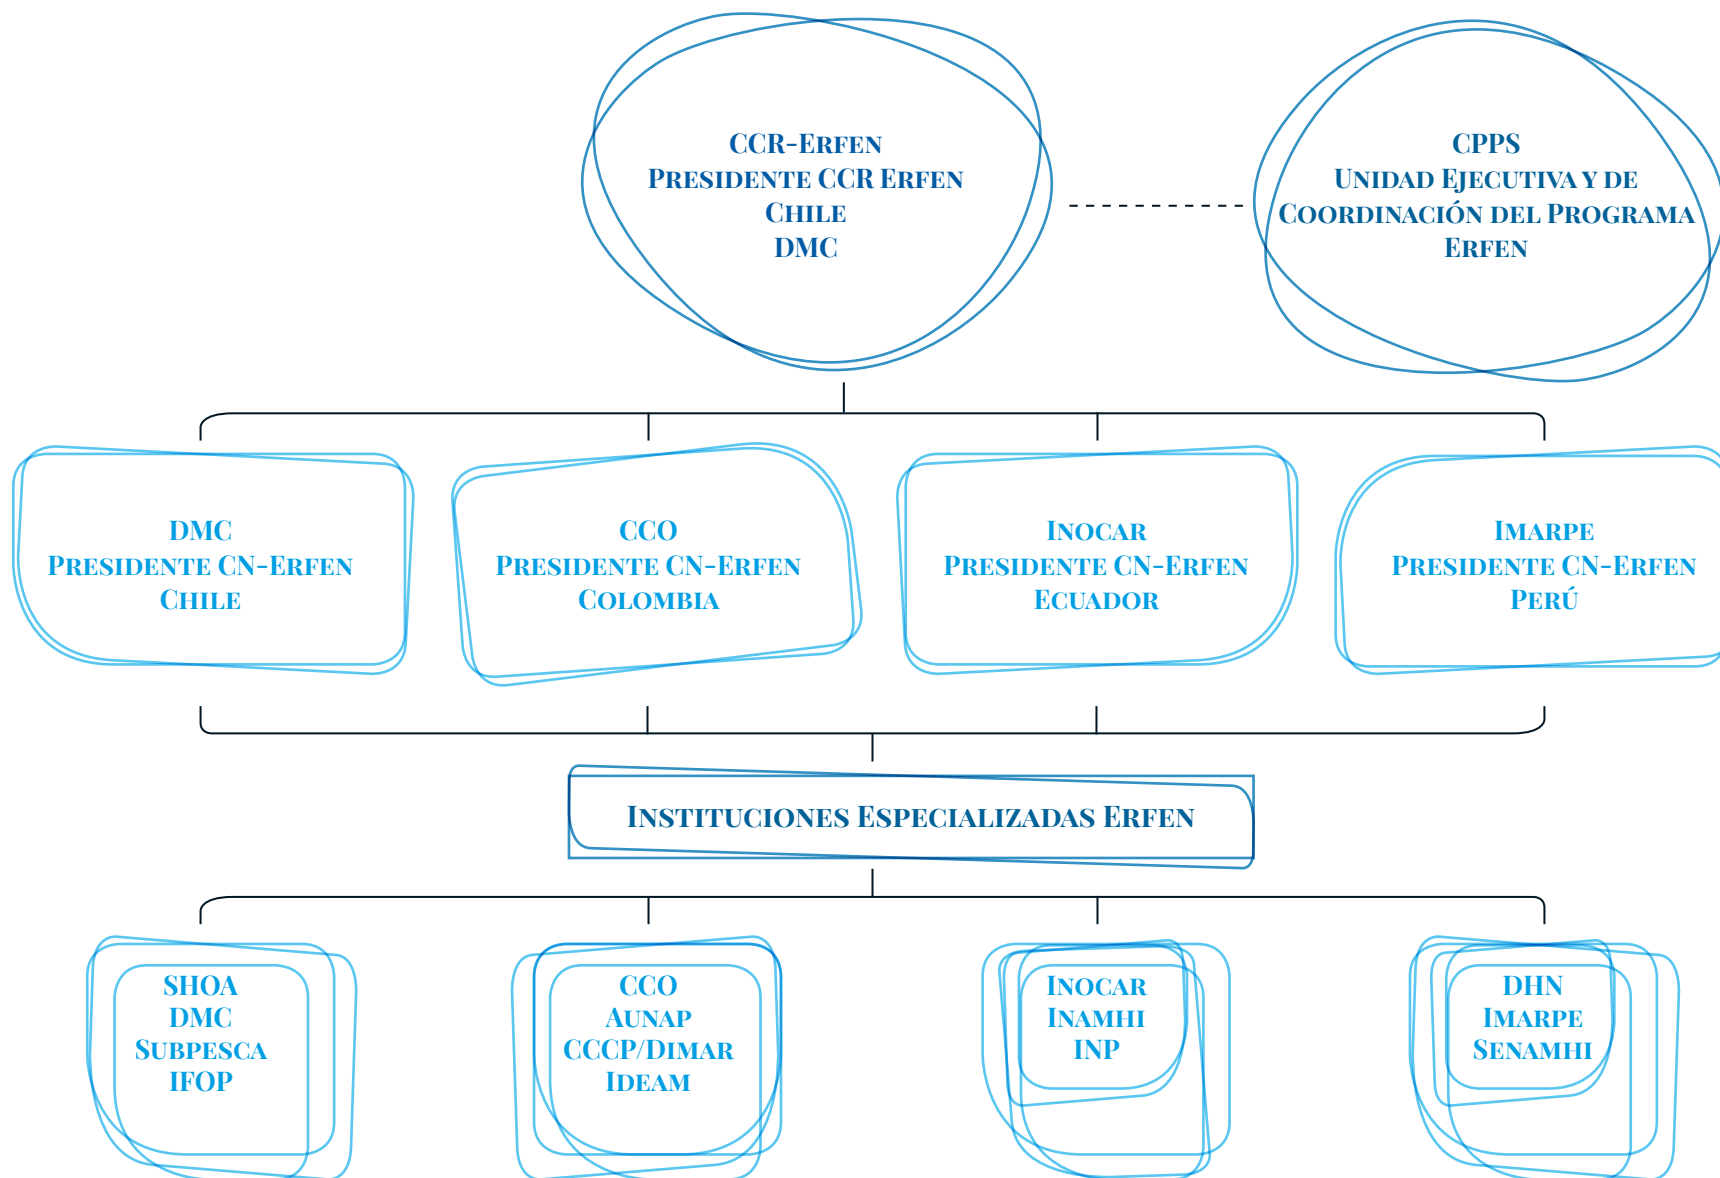 CCR-Erfen
Presidente CCR Erfen
Chile
DMC
CPPS
Unidad Ejecutiva y de
Coordinación del Programa
Erfen
DMC
Presidente CN-Erfen
Chile
CCO
Presidente CN-Erfen
Colombia
Inocar
Presidente CN-Erfen
Ecuador
Imarpe
Presidente CN-Erfen
Perú
Instituciones Especializadas Erfen
SHOA
DMC
Subpesca
IFOP
CCO
Aunap
CCCP/Dimar
Ideam
Inocar
Inamhi
INP
DHN
Imarpe
Senamhi